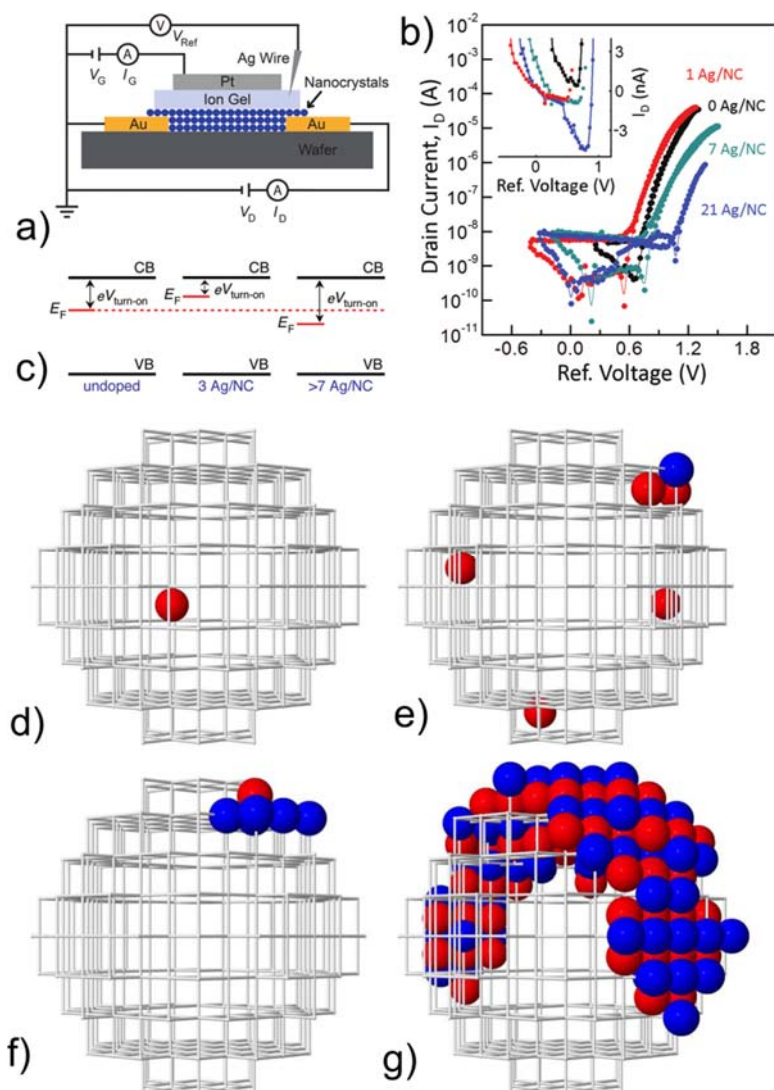 a)
V
V_Ref
Ag Wire
A
V_G
I_G
Pt
Nanocrystals
Ion Gel
Au
Au
Wafer
A
V_D
I_D
b)
10^-2
10^-3
10^-4
10^-5
10^-6
10^-7
10^-8
10^-9
10^-10
10^-11
Drain Current, I_D (A)
-0.6
0.0
0.6
1.2
1.8
Ref. Voltage (V)
3
0
-3
I_D (nA)
0
1
Ref. Voltage (V)
1 Ag/NC
0 Ag/NC
7 Ag/NC
21 Ag/NC
c)
CB
CB
CB
eV_turn-on
eV_turn-on
eV_turn-on
E_F
E_F
E_F
VB
VB
VB
undoped
3 Ag/NC
>7 Ag/NC
d)
e)
f)
g)